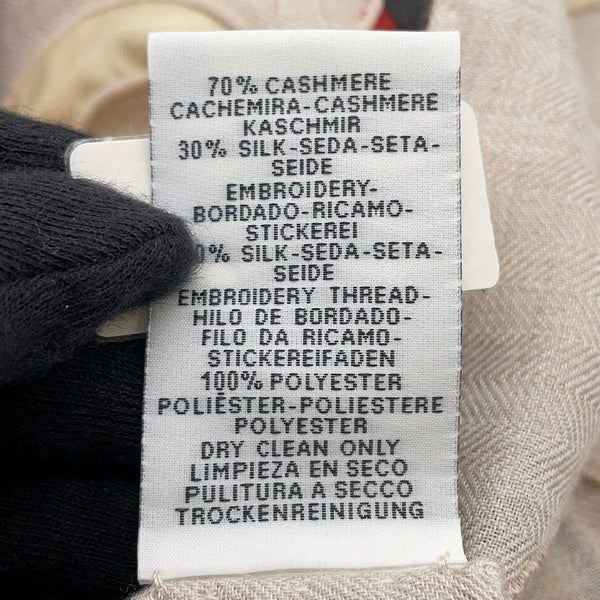 70% CASHMERE
CACHEMIRA-CASHMERE
KASCHMIR
30% SILK-SEDA-SETA-
SEIDE
EMBROIDERY-
BORDADO-RICAMO-
STICKEREI
SILK-SEDA-SETA-
SEIDE
EMBROIDERY THREAD-
HILO DE BORDADO-
FILO DA RICAMO-
STICKEREIFADEN
100% POLYESTER
POLIÉSTER-POLIESTERE
POLYESTER
DRY CLEAN ONLY
LIMPIEZA EN SECO
PULITURA A SECCO
TROCKENREINIGUNG